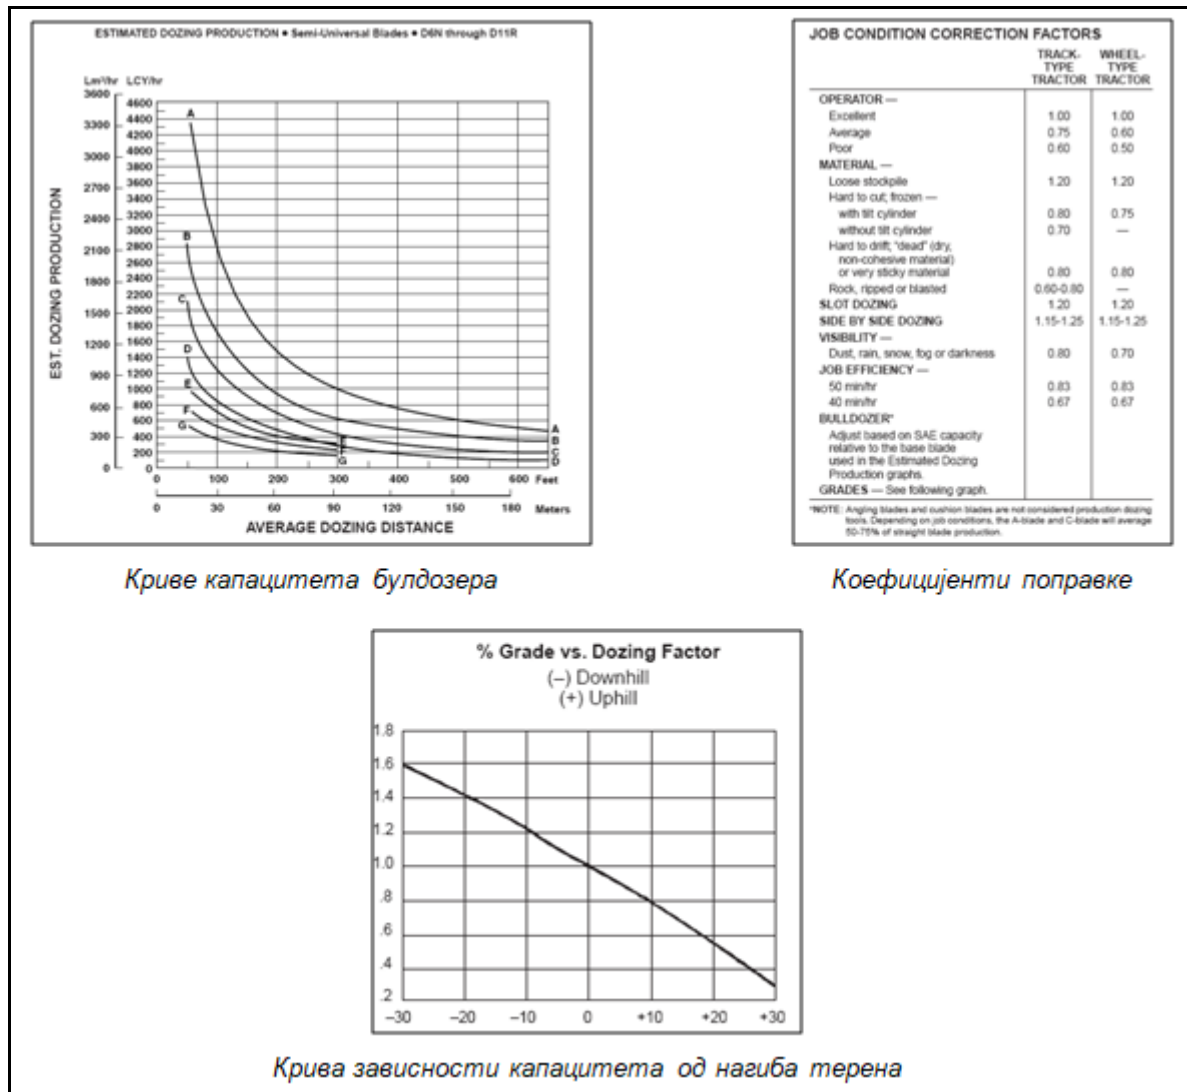 ESTIMATED DOZING PRODUCTION ● Semi-Universal Blades ● D6N through D11R
Lm³/hr LCY/hr
3600
3300
3000
2700
2400
2100
1800
1500
1200
900
600
300
0
4600
4400
4200
4000
3800
3600
3400
3200
3000
2800
2600
2400
2200
2000
1800
1600
1400
1200
1000
800
600
400
200
0
EST. DOZING PRODUCTION
A
B
C
D
E
F
G
E
F
G
A
B
C
D
0 100 200 300 400 500 600 Feet
0 30 60 90 120 150 180 Meters
AVERAGE DOZING DISTANCE
Криве капацитета булдозера
JOB CONDITION CORRECTION FACTORS
TRACK- WHEEL-
TYPE TYPE
TRACTOR TRACTOR
OPERATOR —
Excellent 1.00 1.00
Average 0.75 0.60
Poor 0.60 0.50
MATERIAL —
Loose stockpile 1.20 1.20
Hard to cut; frozen —
with tilt cylinder 0.80 0.75
without tilt cylinder 0.70 —
Hard to drift; "dead" (dry,
non-cohesive material)
or very sticky material 0.80 0.80
Rock, ripped or blasted 0.60-0.80 —
SLOT DOZING 1.20 1.20
SIDE BY SIDE DOZING 1.15-1.25 1.15-1.25
VISIBILITY —
Dust, rain, snow, fog or darkness 0.80 0.70
JOB EFFICIENCY —
50 min/hr 0.83 0.83
40 min/hr 0.67 0.67
BULLDOZER*
Adjust based on SAE capacity
relative to the base blade
used in the Estimated Dozing
Production graphs.
GRADES — See following graph.
*NOTE: Angling blades and cushion blades are not considered production dozing
tools. Depending on job conditions, the A-blade and C-blade will average
50-75% of straight blade production.
Коефицијенти поправке
% Grade vs. Dozing Factor
(–) Downhill
(+) Uphill
1.8
1.6
1.4
1.2
1.0
.8
.6
.4
.2
–30 –20 –10 0 +10 +20 +30
Крива зависности капацитета од нагиба терена